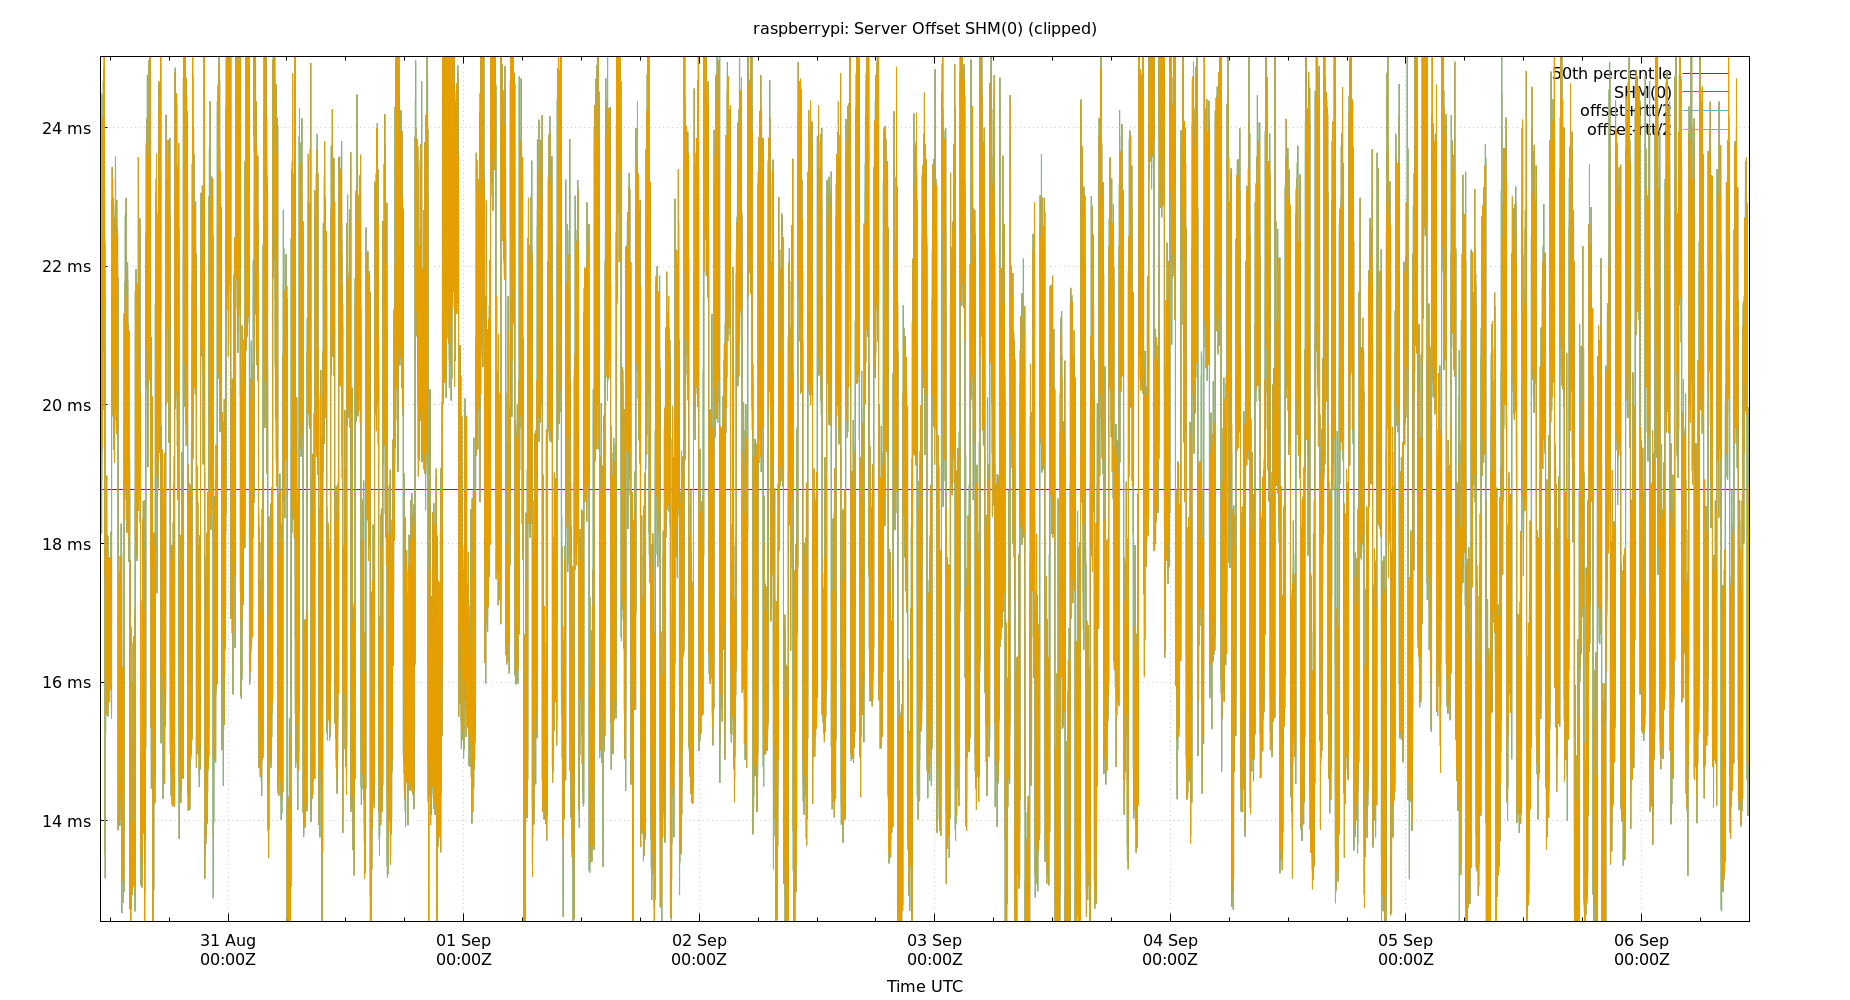 raspberrypi: Server Offset SHM(0) (clipped)
50th percentile
SHM(0)
offset+rtt/2
offset-rtt/2
24 ms
22 ms
20 ms
18 ms
16 ms
14 ms
31 Aug 01 Sep 02 Sep 03 Sep 04 Sep 05 Sep 06 Sep
00:00Z 00:00Z 00:00Z 00:00Z 00:00Z 00:00Z 00:00Z
Time UTC